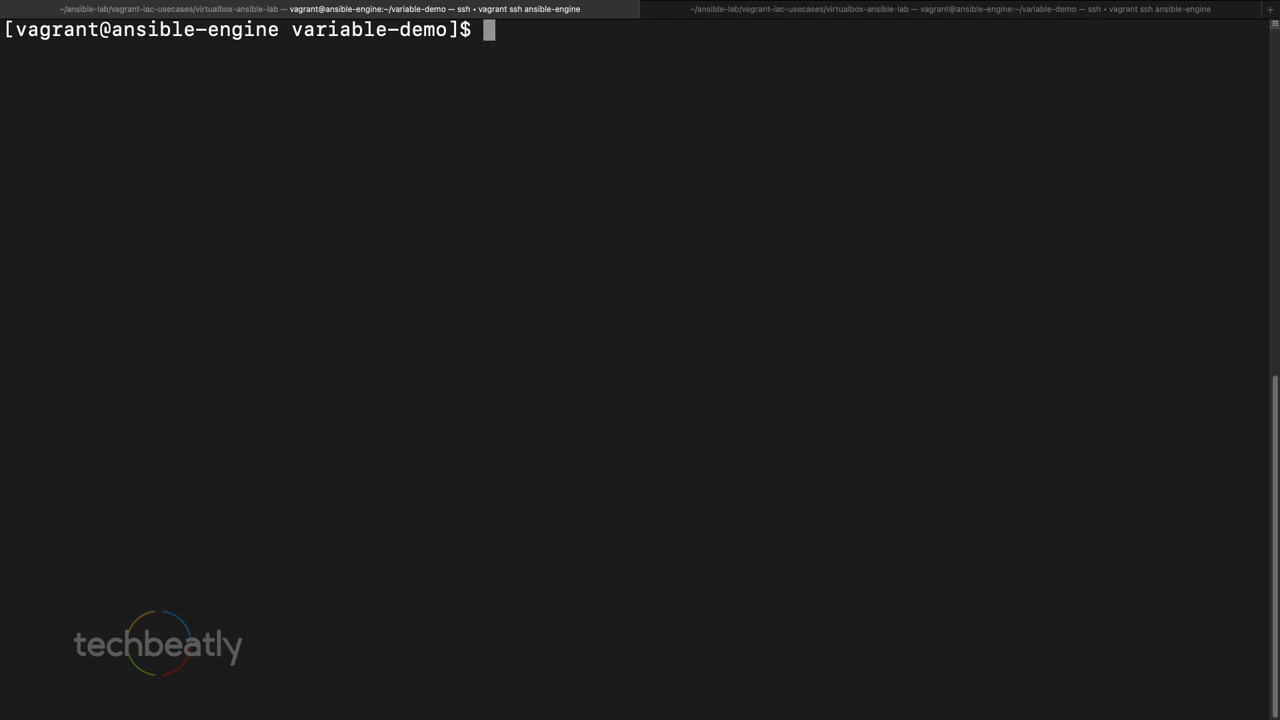 ~/ansible-lab/vagrant-iac-usecases/virtualbox-ansible-lab — vagrant@ansible-engine:~/variable-demo — ssh • vagrant ssh ansible-engine
~/ansible-lab/vagrant-iac-usecases/virtualbox-ansible-lab — vagrant@ansible-engine:~/variable-demo — ssh • vagrant ssh ansible-engine
[vagrant@ansible-engine variable-demo]$
techbeatly